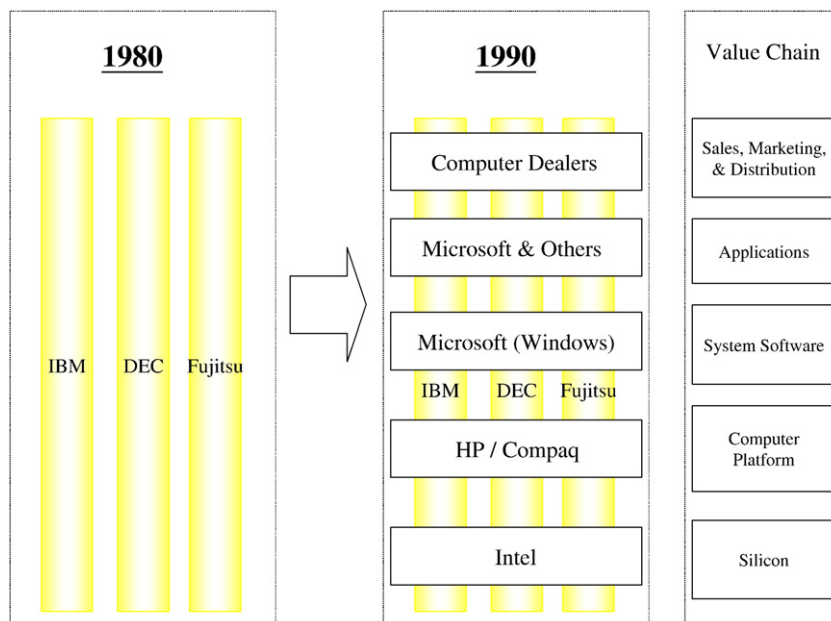 1980
IBM
DEC
Fujitsu
1990
Computer Dealers
Microsoft & Others
Microsoft (Windows)
IBM
DEC
Fujitsu
HP / Compaq
Intel
Value Chain
Sales, Marketing,
& Distribution
Applications
System Software
Computer
Platform
Silicon